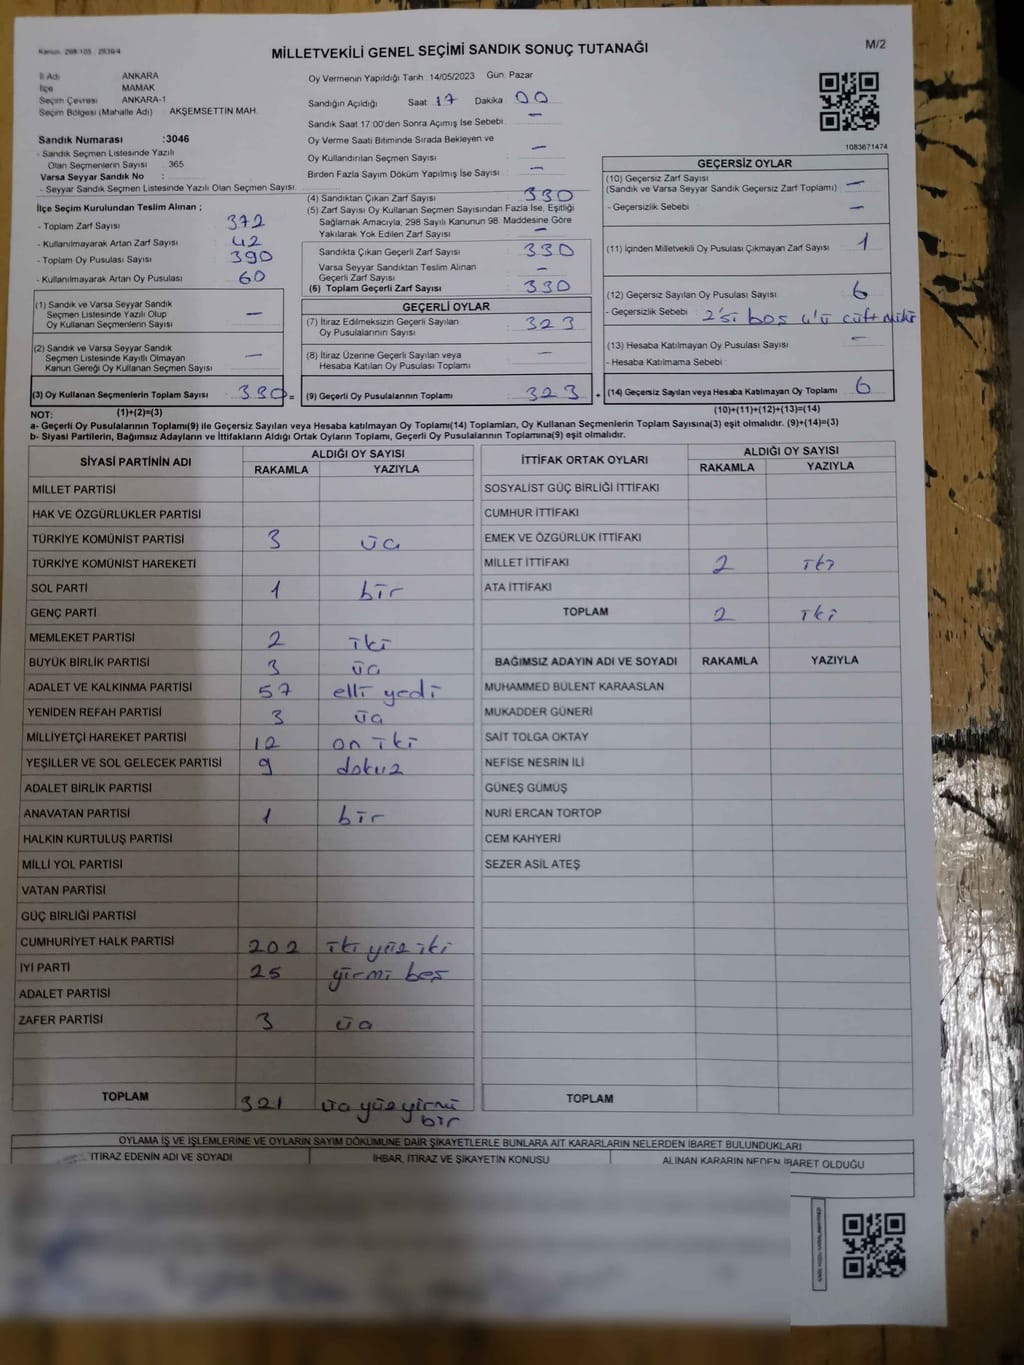 Kanun: 298/105, 2839/4
MİLLETVEKİLİ GENEL SEÇİMİ SANDIK SONUÇ TUTANAĞI
M/2
İl Adı ANKARA
İlçe MAMAK
Seçim Çevresi ANKARA-1
Seçim Bölgesi (Mahalle Adı) AKŞEMSETTİN MAH.
Sandık Numarası :3046
- Sandık Seçmen Listesinde Yazılı
Olan Seçmenlerin Sayısı 365
Varsa Seyyar Sandık No :
- Seyyar Sandık Seçmen Listesinde Yazılı Olan Seçmen Sayısı:
İlçe Seçim Kurulundan Teslim Alınan ;
- Toplam Zarf Sayısı 372
- Kullanılmayarak Artan Zarf Sayısı 42
- Toplam Oy Pusulası Sayısı 390
- Kullanılmayarak Artan Oy Pusulası 60
(1) Sandık ve Varsa Seyyar Sandık
Seçmen Listesinde Yazılı Olup
Oy Kullanan Seçmenlerin Sayısı —
(2) Sandık ve Varsa Seyyar Sandık
Seçmen Listesinde Kayıtlı Olmayan
Kanun Gereği Oy Kullanan Seçmen Sayısı —
(3) Oy Kullanan Seçmenlerin Toplam Sayısı 330 =
Oy Vermenin Yapıldığı Tarih :14/05/2023 Gün: Pazar
Sandığın Açıldığı Saat 17 Dakika 00
Sandık Saat 17.00'den Sonra Açımış İse Sebebi —
Oy Verme Saati Bitiminde Sırada Bekleyen ve
Oy Kullandırılan Seçmen Sayısı —
Birden Fazla Sayım Döküm Yapılmış İse Sayısı —
(4) Sandıktan Çıkan Zarf Sayısı 330
(5) Zarf Sayısı Oy Kullanan Seçmen Sayısından Fazla İse, Eşitliği
Sağlamak Amacıyla; 298 Sayılı Kanunun 98. Maddesine Göre
Yakılarak Yok Edilen Zarf Sayısı —
Sandıkta Çıkan Geçerli Zarf Sayısı 330
Varsa Seyyar Sandıktan Teslim Alınan
Geçerli Zarf Sayısı —
(6) Toplam Geçerli Zarf Sayısı 330
GEÇERLİ OYLAR
(7) İtiraz Edilmeksizin Geçerli Sayılan
Oy Pusulalarının Sayısı 323
(8) İtiraz Üzerine Geçerli Sayılan veya
Hesaba Katılan Oy Pusulası Toplamı —
(9) Geçerli Oy Pusulalarının Toplamı 323 +
1083671474
GEÇERSİZ OYLAR
(10) Geçersiz Zarf Sayısı
(Sandık ve Varsa Seyyar Sandık Geçersiz Zarf Toplamı) —
- Geçersizlik Sebebi —
(11) İçinden Milletvekili Oy Pusulası Çıkmayan Zarf Sayısı 1
(12) Geçersiz Sayılan Oy Pusulası Sayısı 6
- Geçersizlik Sebebi : 2'si boş 4'ü çift mühür
(13) Hesaba Katılmayan Oy Pusulası Sayısı —
- Hesaba Katılmama Sebebi
(14) Geçersiz Sayılan veya Hesaba Katılmayan Oy Toplamı 6
NOT: (1)+(2)=(3) (10)+(11)+(12)+(13)=(14)
a- Geçerli Oy Pusulalarının Toplamı(9) ile Geçersiz Sayılan veya Hesaba katılmayan Oy Toplamı(14) Toplamları, Oy Kullanan Seçmenlerin Toplam Sayısına(3) eşit olmalıdır. (9)+(14)=(3)
b- Siyasi Partilerin, Bağımsız Adayların ve İttifakların Aldığı Ortak Oyların Toplamı, Geçerli Oy Pusulalarının Toplamına(9) eşit olmalıdır.
SİYASİ PARTİNİN ADI ALDIĞI OY SAYISI
RAKAMLA YAZIYLA
MİLLET PARTİSİ
HAK VE ÖZGÜRLÜKLER PARTİSİ
TÜRKİYE KOMÜNİST PARTİSİ 3 üç
TÜRKİYE KOMÜNİST HAREKETİ
SOL PARTİ 1 bir
GENÇ PARTİ
MEMLEKET PARTİSİ 2 iki
BÜYÜK BİRLİK PARTİSİ 3 üç
ADALET VE KALKINMA PARTİSİ 57 elli yedi
YENİDEN REFAH PARTİSİ 3 üç
MİLLİYETÇİ HAREKET PARTİSİ 12 on iki
YEŞİLLER VE SOL GELECEK PARTİSİ 9 dokuz
ADALET BİRLİK PARTİSİ
ANAVATAN PARTİSİ 1 bir
HALKIN KURTULUŞ PARTİSİ
MİLLİ YOL PARTİSİ
VATAN PARTİSİ
GÜÇ BİRLİĞİ PARTİSİ
CUMHURİYET HALK PARTİSİ 202 iki yüz iki
İYİ PARTİ 25 yirmi beş
ADALET PARTİSİ
ZAFER PARTİSİ 3 üç
TOPLAM 321 üç yüz yirmi
bir
İTTİFAK ORTAK OYLARI ALDIĞI OY SAYISI
RAKAMLA YAZIYLA
SOSYALİST GÜÇ BİRLİĞİ İTTİFAKI
CUMHUR İTTİFAKI
EMEK VE ÖZGÜRLÜK İTTİFAKI
MİLLET İTTİFAKI 2 iki
ATA İTTİFAKI
TOPLAM 2 iki
BAĞIMSIZ ADAYIN ADI VE SOYADI RAKAMLA YAZIYLA
MUHAMMED BÜLENT KARAASLAN
MUKADDER GÜNERİ
SAİT TOLGA OKTAY
NEFİSE NESRİN İLİ
GÜNEŞ GÜMÜŞ
NURİ ERCAN TORTOP
CEM KAHYERİ
SEZER ASİL ATEŞ
TOPLAM
OYLAMA İŞ VE İŞLEMLERİNE VE OYLARIN SAYIM DÖKÜMÜNE DAİR ŞİKAYETLERLE BUNLARA AİT KARARLARIN NELERDEN İBARET BULUNDUKLARI
İTİRAZ EDENİN ADI VE SOYADI İHBAR, İTİRAZ VE ŞİKAYETİN KONUSU ALINAN KARARIN NEDEN İBARET OLDUĞU